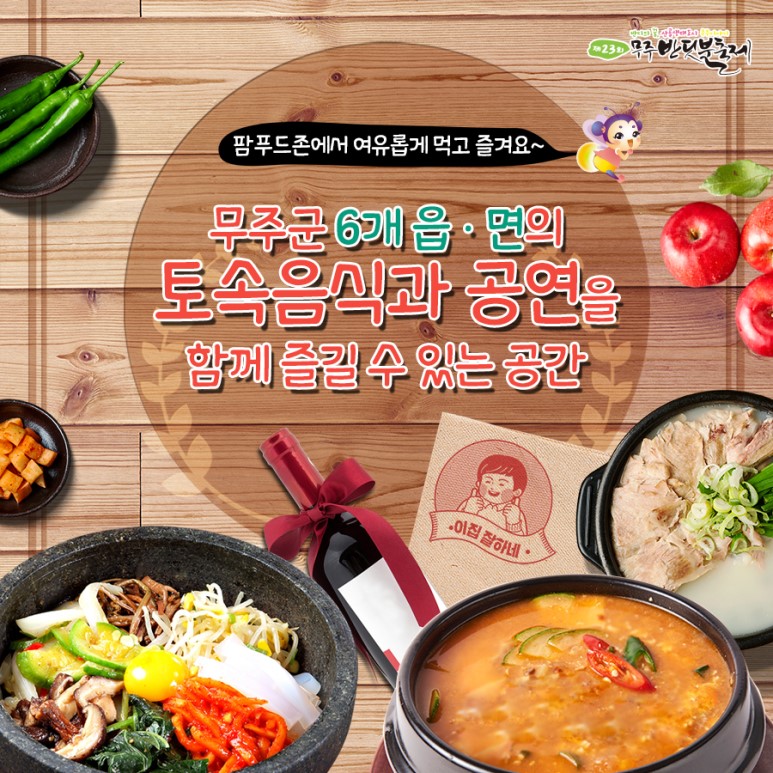 제23회 무주 반딧불축제
팜푸드존에서 여유롭게 먹고 즐겨요~
무주군 6개 읍·면의
토속음식과 공연을
함께 즐길 수 있는 공간
·이집 잘하네·